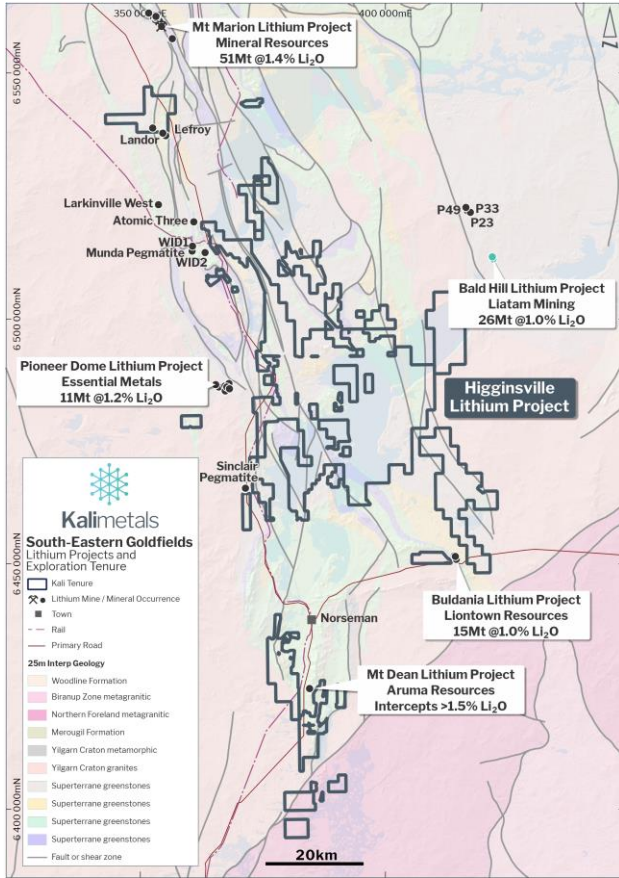 350 000mE
400 000mE
Z
Mt Marion Lithium Project
Mineral Resources
51Mt @1.4% Li₂O
6 550 000mN
Lefroy
Landor
Larkinville West
Atomic Three
WID1
Munda Pegmatite
WID2
P49
P33
P23
Bald Hill Lithium Project
Liatam Mining
26Mt @1.0% Li₂O
6 500 000mN
Pioneer Dome Lithium Project
Essential Metals
11Mt @1.2% Li₂O
Higginsville
Lithium Project
Sinclair
Pegmatite
6 450 000mN
Buldania Lithium Project
Liontown Resources
15Mt @1.0% Li₂O
Norseman
Mt Dean Lithium Project
Aruma Resources
Intercepts >1.5% Li₂O
6 400 000mN
20km
Kalimetals
South-Eastern Goldfields
Lithium Projects and
Exploration Tenure
Kali Tenure
Lithium Mine / Mineral Occurrence
Town
Rail
Primary Road
25m Interp Geology
Woodline Formation
Biranup Zone metagranitic
Northern Foreland metagranitic
Merougil Formation
Yilgarn Craton metamorphic
Yilgarn Craton granites
Superterrane greenstones
Superterrane greenstones
Superterrane greenstones
Superterrane greenstones
Fault or shear zone